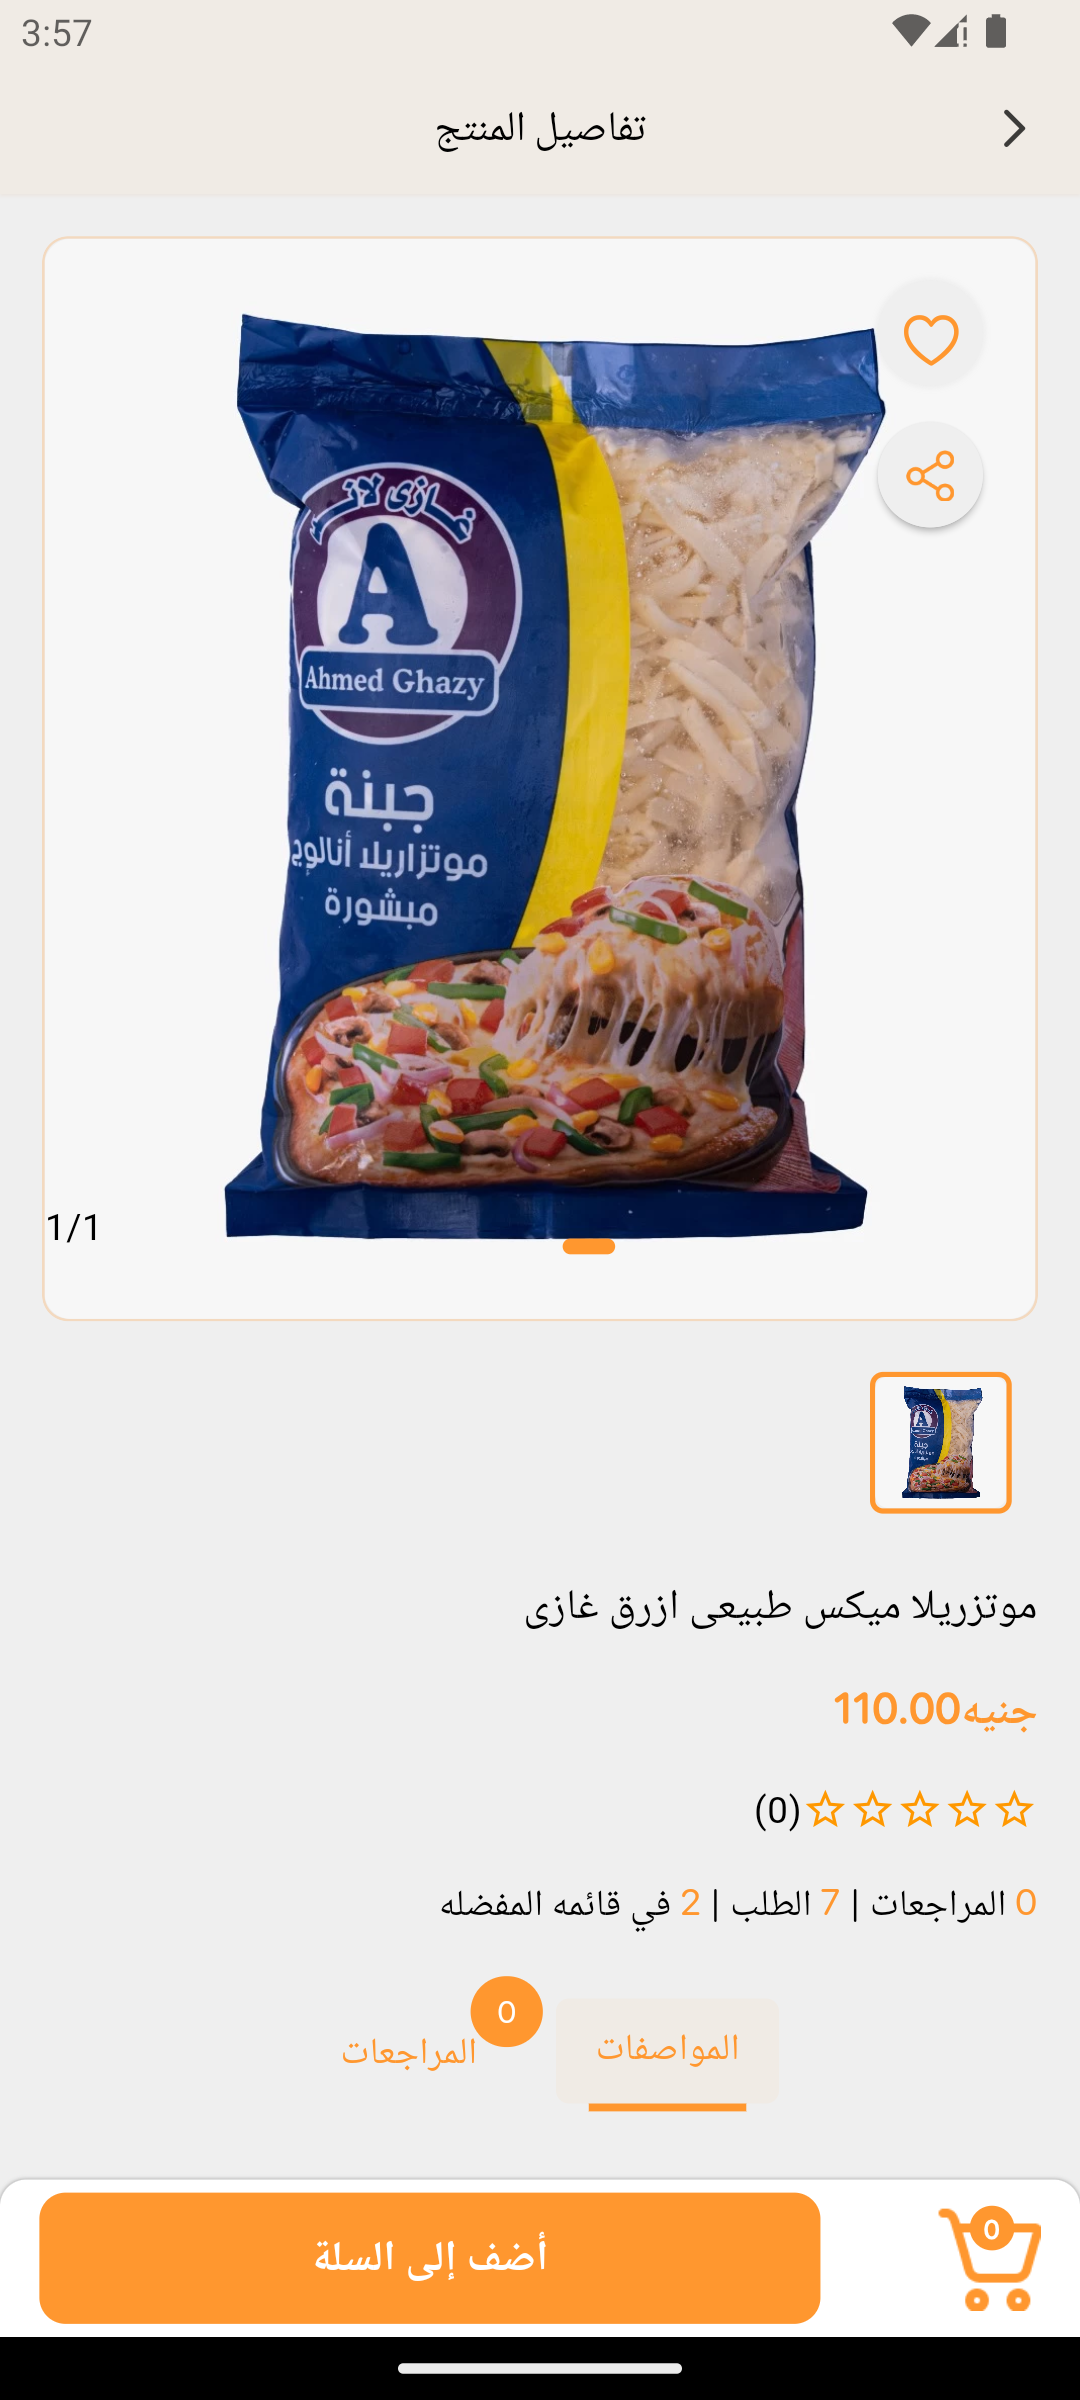 3:57
تفاصيل المنتج
غازى لاند
A
Ahmed Ghazy
جبنة
موتزاريلا أنالوج
مبشورة
1/1
موتزريلا ميكس طبيعى ازرق غازى
جنيه110.00
(0)
0 المراجعات | 7 الطلب | 2 في قائمه المفضله
المواصفات
المراجعات 0
أضف إلى السلة
0